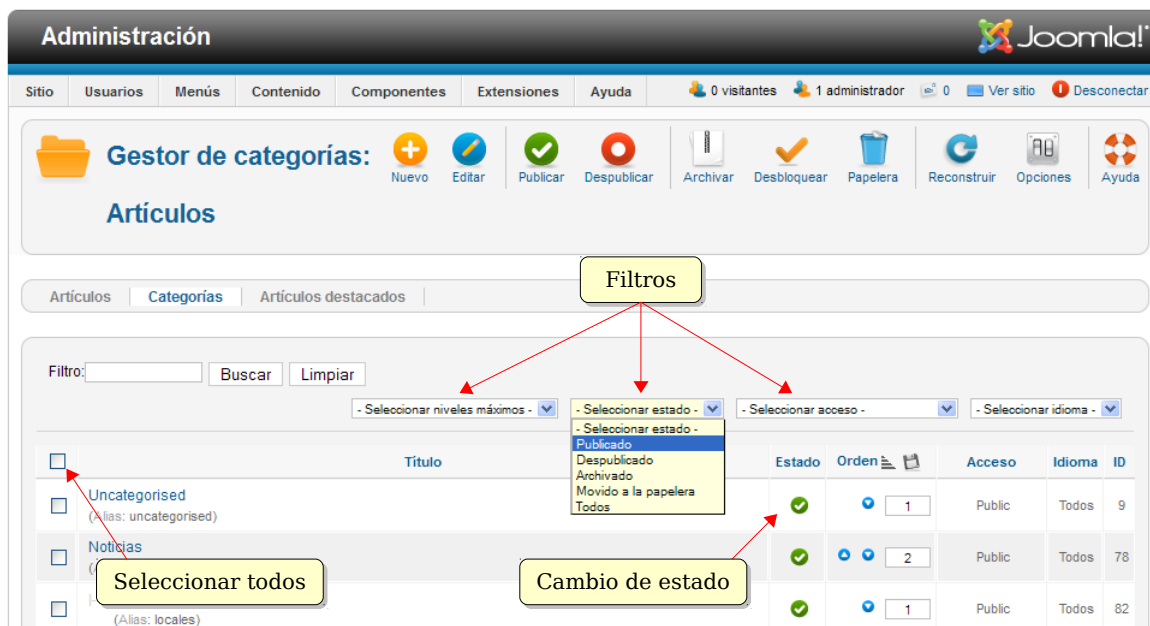 Administración
Joomla!
Sitio Usuarios Menús Contenido Componentes Extensiones Ayuda 0 visitantes 1 administrador 0 Ver sitio Desconectar
Gestor de categorías:
Artículos
Nuevo Editar Publicar Despublicar Archivar Desbloquear Papelera Reconstruir Opciones Ayuda
Filtros
Artículos Categorías Artículos destacados
Filtro: Buscar Limpiar
- Seleccionar niveles máximos - - Seleccionar estado - - Seleccionar acceso - - Seleccionar idioma -
- Seleccionar estado -
Publicado
Despublicado
Archivado
Movido a la papelera
Todos
Título Estado Orden Acceso Idioma ID
Uncategorised 1 Public Todos 9
(Alias: uncategorised)
Noticias 2 Public Todos 78
Seleccionar todos
Cambio de estado
1 Public Todos 82
(Alias: locales)